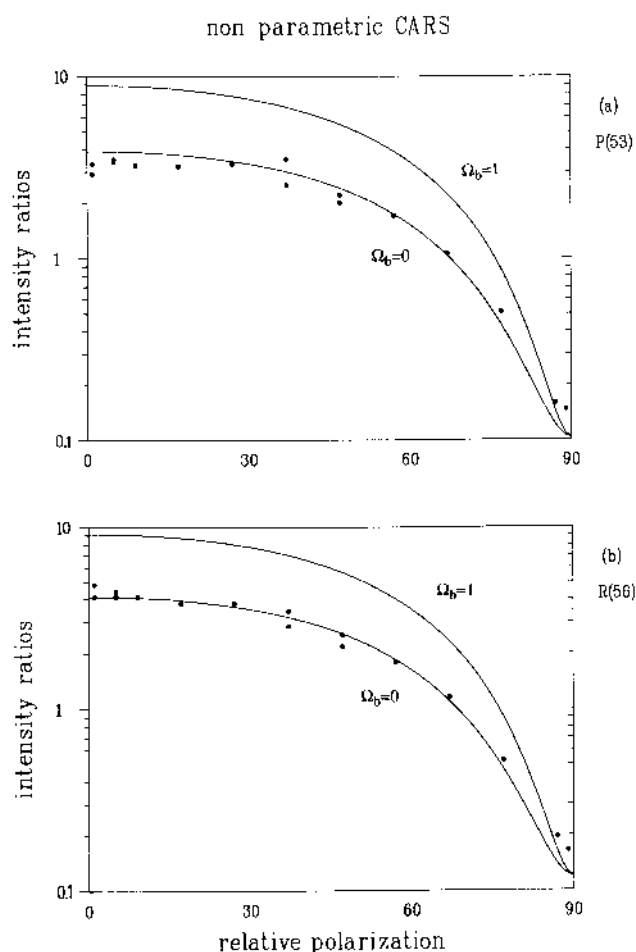 non parametric CARS
10
1
0.1
intensity ratios
Ω_b=1
Ω_b=0
(a)
P(53)
0 30 60 90
10
1
0.1
intensity ratios
Ω_b=1
Ω_b=0
(b)
R(56)
0 30 60 90
relative polarization